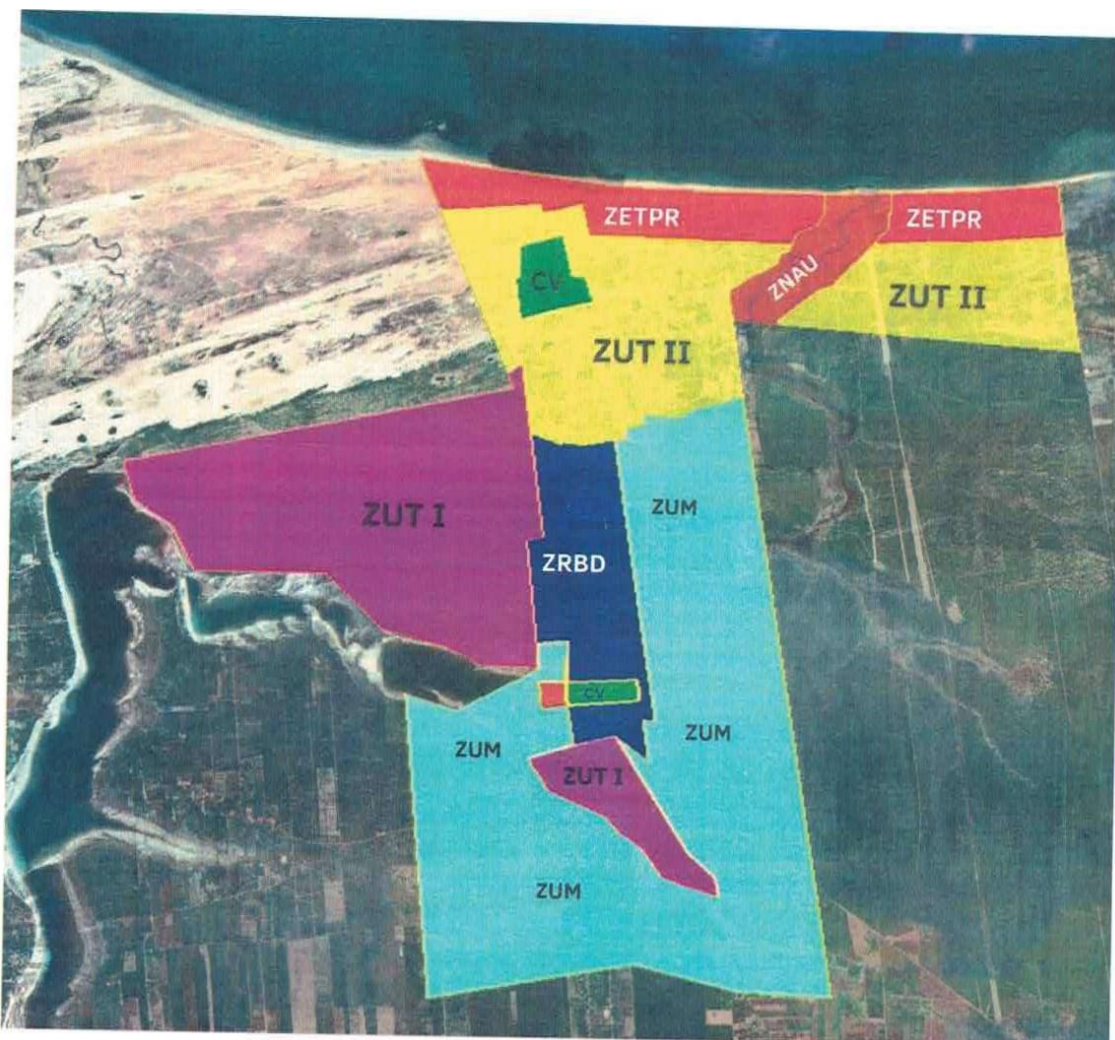 ZETPR
ZETPR
CV
ZNAU
ZUT II
ZUT II
ZUT I
ZUM
ZRBD
CV
ZUM
ZUM
ZUT I
ZUM